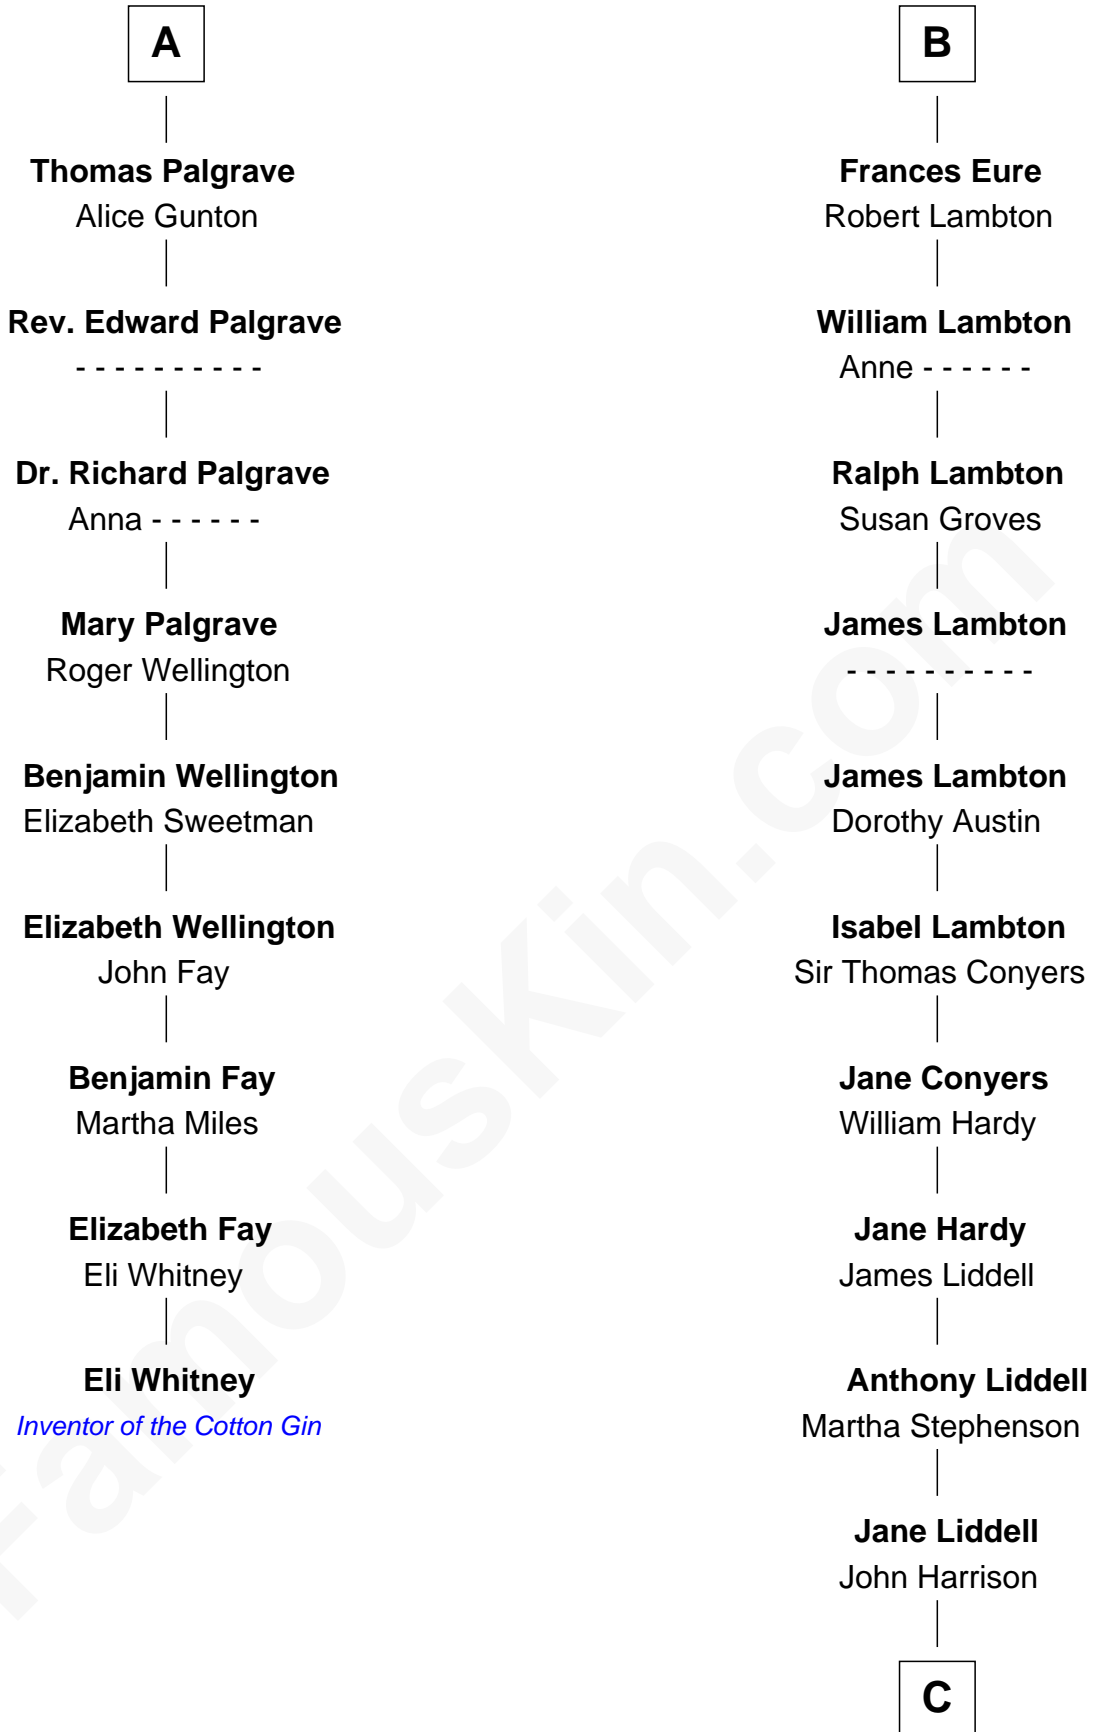 A
Thomas Palgrave
Alice Gunton
Rev. Edward Palgrave
- - - - - - - - - -
Dr. Richard Palgrave
Anna - - - - - -
Mary Palgrave
Roger Wellington
Benjamin Wellington
Elizabeth Sweetman
Elizabeth Wellington
John Fay
Benjamin Fay
Martha Miles
Elizabeth Fay
Eli Whitney
Eli Whitney
Inventor of the Cotton Gin
B
Frances Eure
Robert Lambton
William Lambton
Anne - - - - - -
Ralph Lambton
Susan Groves
James Lambton
- - - - - - - - - -
James Lambton
Dorothy Austin
Isabel Lambton
Sir Thomas Conyers
Jane Conyers
William Hardy
Jane Hardy
James Liddell
Anthony Liddell
Martha Stephenson
Jane Liddell
John Harrison
C
FamousKin.com